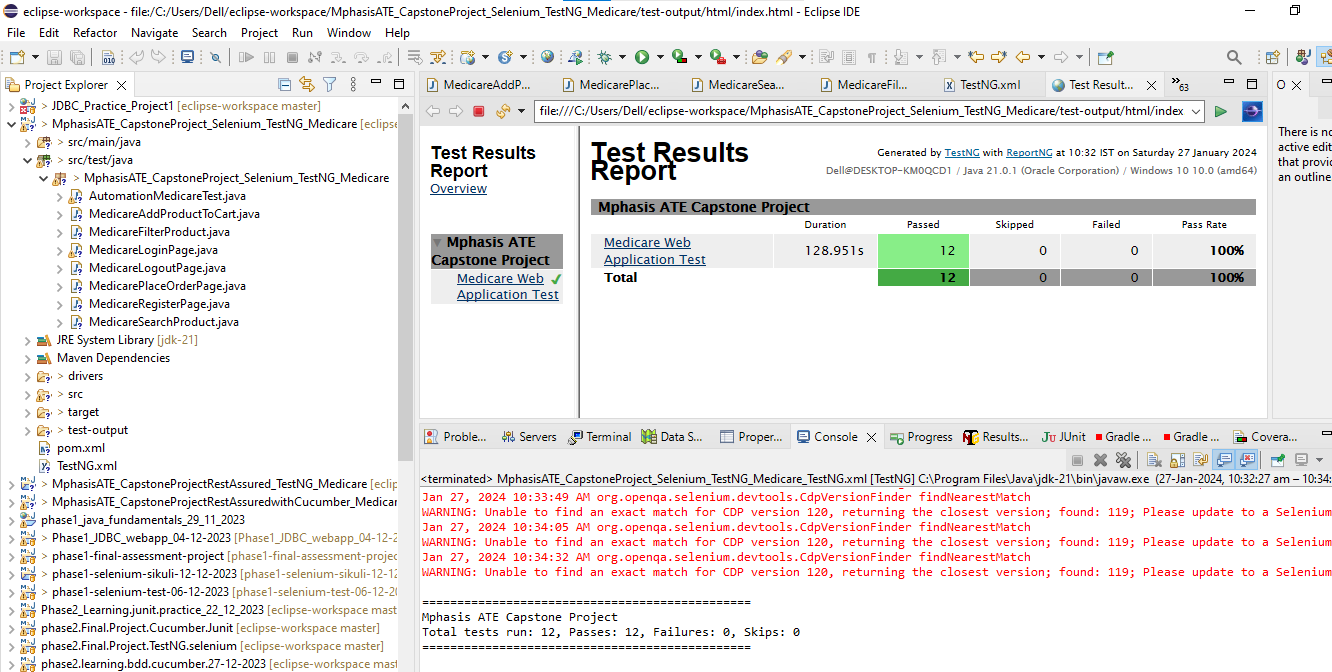 eclipse-workspace - file:/C:/Users/Dell/eclipse-workspace/MphasisATE_CapstoneProject_Selenium_TestNG_Medicare/test-output/html/index.html - Eclipse IDE
File Edit Refactor Navigate Search Project Run Window Help
Project Explorer
> JDBC_Practice_Project1 [eclipse-workspace master]
> MphasisATE_CapstoneProject_Selenium_TestNG_Medicare [eclipse
> src/main/java
> src/test/java
> MphasisATE_CapstoneProject_Selenium_TestNG_Medicare
AutomationMedicareTest.java
MedicareAddProductToCart.java
MedicareFilterProduct.java
MedicareLoginPage.java
MedicareLogoutPage.java
MedicarePlaceOrderPage.java
MedicareRegisterPage.java
MedicareSearchProduct.java
JRE System Library [jdk-21]
Maven Dependencies
> drivers
> src
> target
> test-output
pom.xml
TestNG.xml
> MphasisATE_CapstoneProjectRestAssured_TestNG_Medicare [eclip
> MphasisATE_CapstoneProjectRestAssuredwithCucumber_Medicar
phase1_java_fundamentals_29_11_2023
> Phase1_JDBC_webapp_04-12-2023 [Phase1_JDBC_webapp_04-12-2
> phase1-final-assessment-project [phase1-final-assessment-projec
> phase1-selenium-sikuli-12-12-2023 [phase1-selenium-sikuli-12-1
> phase1-selenium-test-06-12-2023 [phase1-selenium-test-06-12-20
Phase2_Learning.junit.practice_22_12_2023 [eclipse-workspace mast
phase2.Final.Project.Cucumber.Junit [eclipse-workspace master]
phase2.Final.Project.TestNG.selenium [eclipse-workspace master]
phase2.learning.bdd.cucumber.27-12-2023 [eclipse-workspace mast
MedicareAddP... MedicarePlac... MedicareSea... MedicareFil... TestNG.xml Test Result... »63
file:///C:/Users/Dell/eclipse-workspace/MphasisATE_CapstoneProject_Selenium_TestNG_Medicare/test-output/html/index
Test Results
Report
Overview
Mphasis ATE
Capstone Project
Medicare Web
Application Test
Test Results
Report
Generated by TestNG with ReportNG at 10:32 IST on Saturday 27 January 2024
Dell@DESKTOP-KM0QCD1 / Java 21.0.1 (Oracle Corporation) / Windows 10 10.0 (amd64)
Mphasis ATE Capstone Project
Duration Passed Skipped Failed Pass Rate
Medicare Web
Application Test 128.951s 12 0 0 100%
Total 12 0 0 100%
O
There is no
active edit
that provid
an outline
Proble... Servers Terminal Data S... Proper... Console Progress Results... JUnit Gradle ... Gradle ... Covera...
<terminated> MphasisATE_CapstoneProject_Selenium_TestNG_Medicare_TestNG.xml [TestNG] C:\Program Files\Java\jdk-21\bin\javaw.exe (27-Jan-2024, 10:32:27 am – 10:34:
Jan 27, 2024 10:33:49 AM org.openqa.selenium.devtools.CdpVersionFinder findNearestMatch
WARNING: Unable to find an exact match for CDP version 120, returning the closest version; found: 119; Please update to a Selenium
Jan 27, 2024 10:34:05 AM org.openqa.selenium.devtools.CdpVersionFinder findNearestMatch
WARNING: Unable to find an exact match for CDP version 120, returning the closest version; found: 119; Please update to a Selenium
Jan 27, 2024 10:34:32 AM org.openqa.selenium.devtools.CdpVersionFinder findNearestMatch
WARNING: Unable to find an exact match for CDP version 120, returning the closest version; found: 119; Please update to a Selenium
===============================================
Mphasis ATE Capstone Project
Total tests run: 12, Passes: 12, Failures: 0, Skips: 0
===============================================